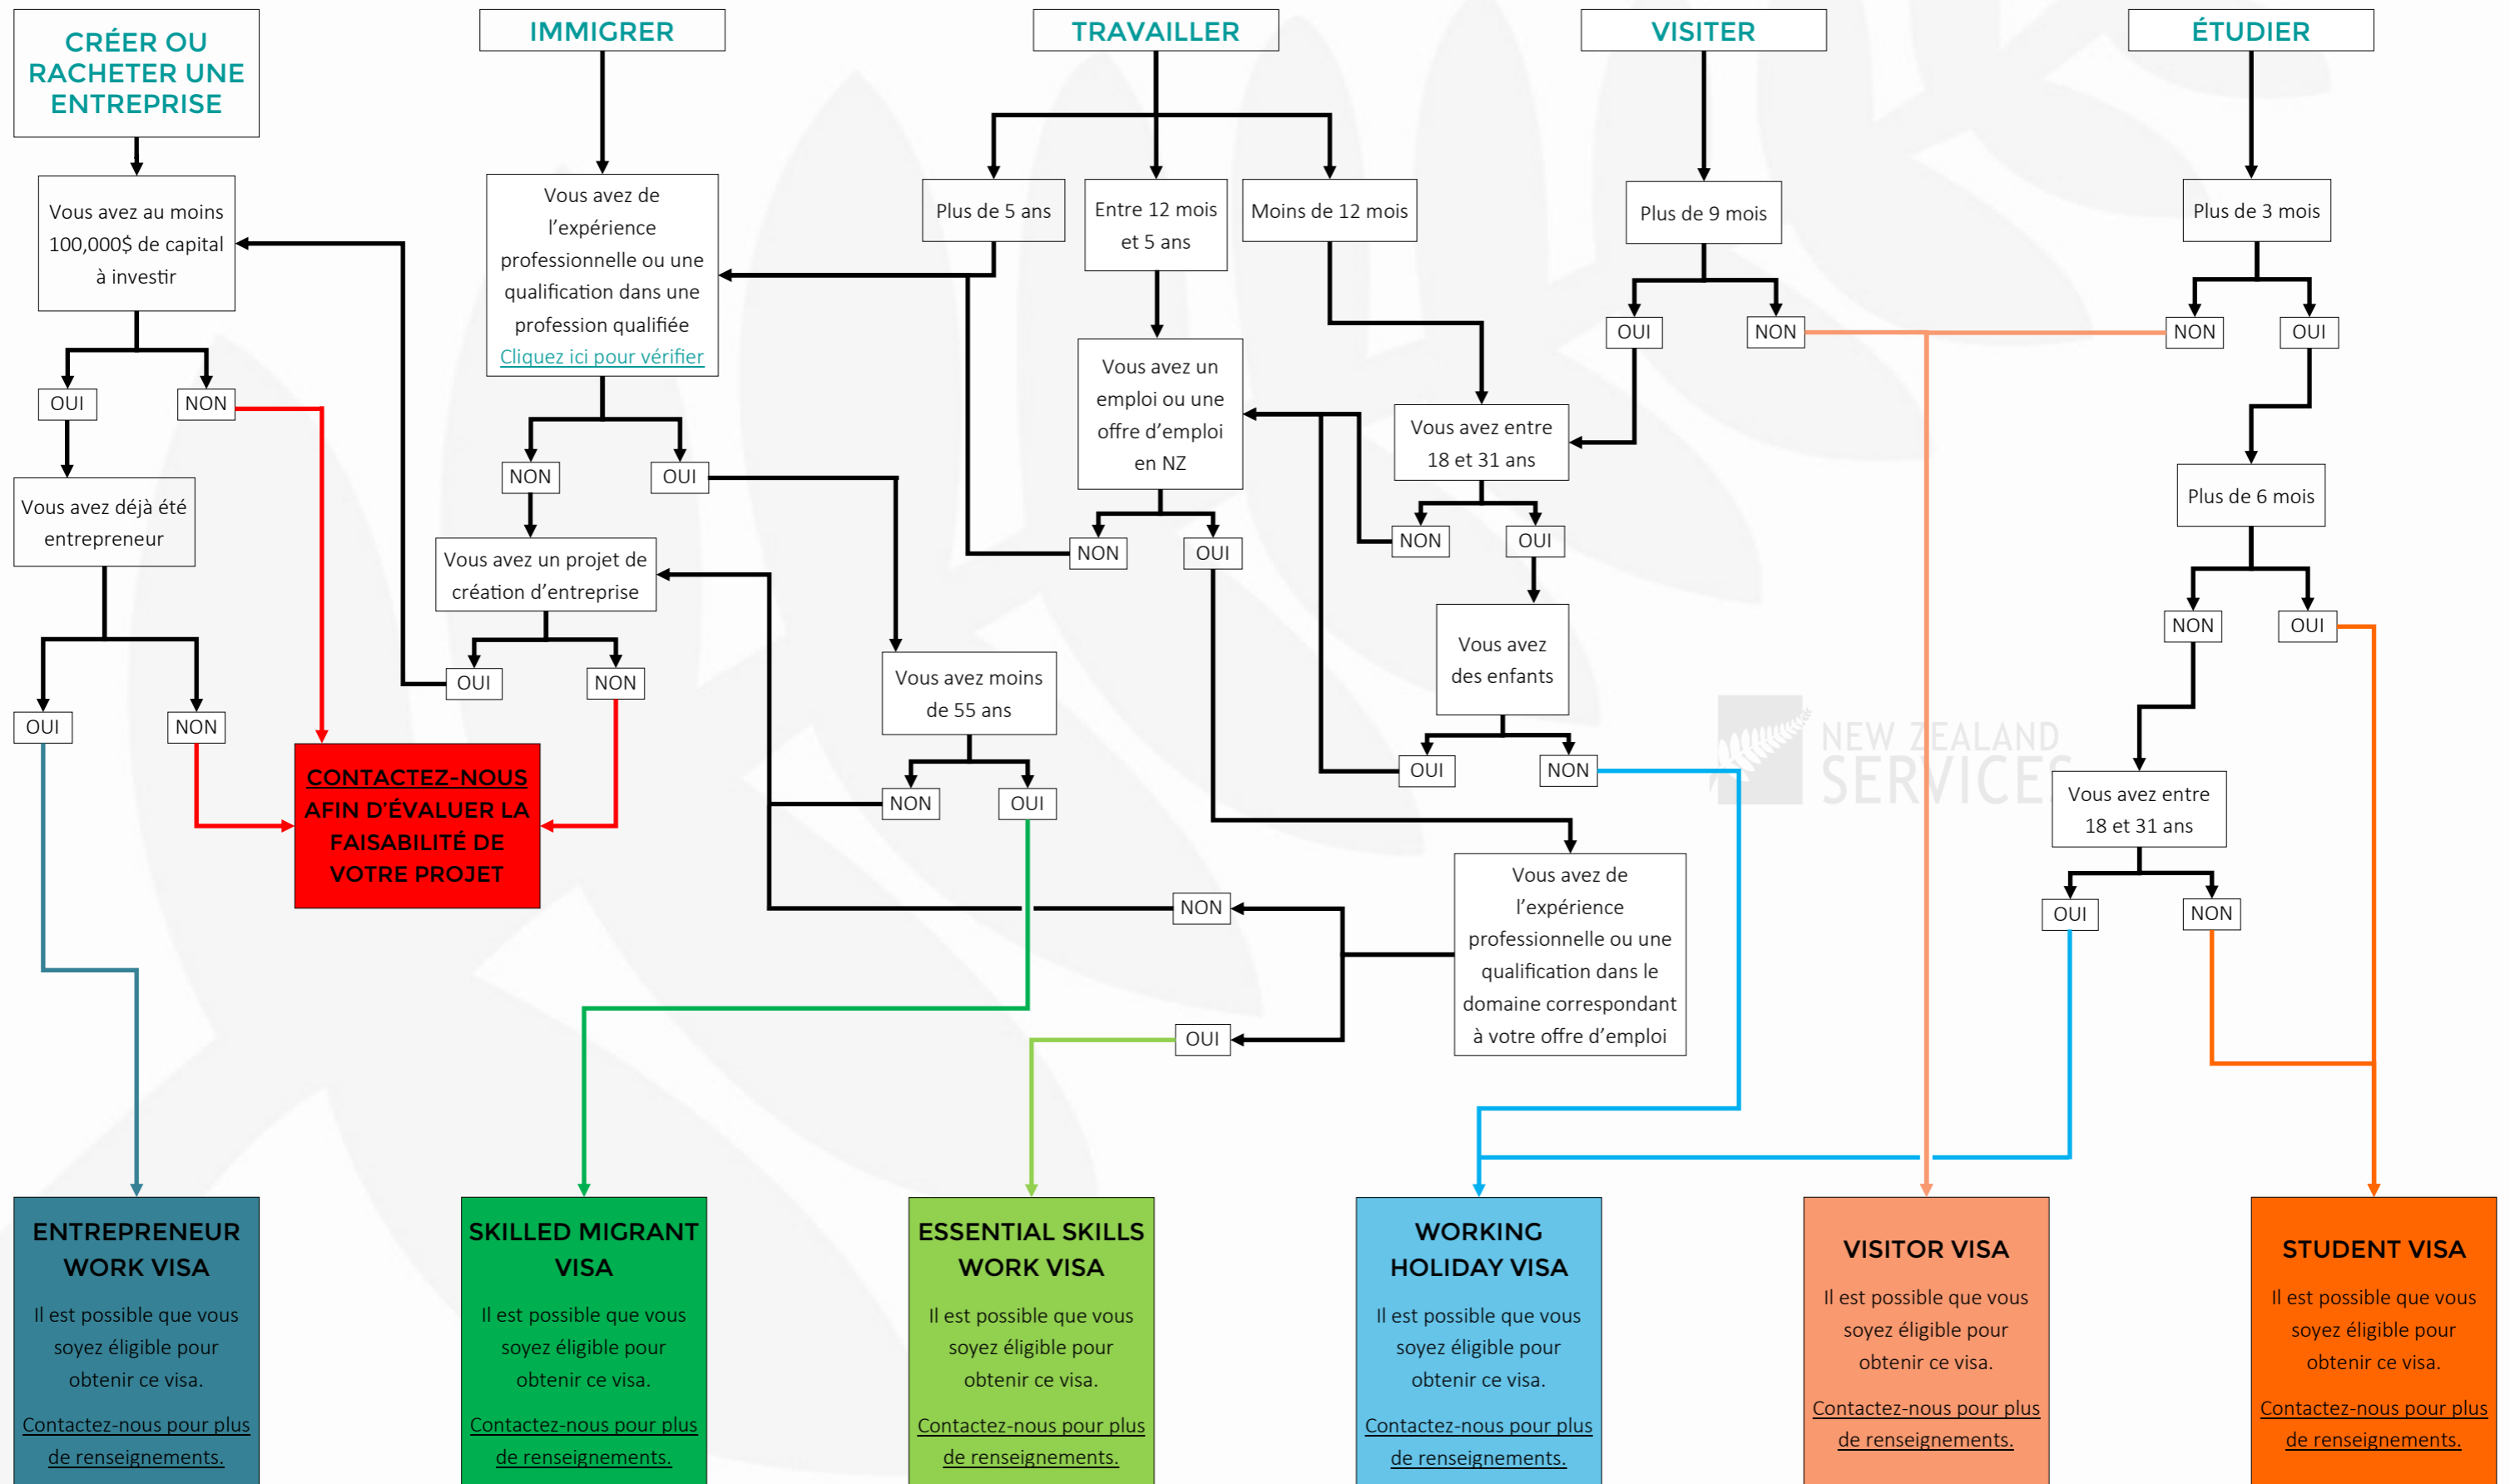 CRÉER OU
RACHETER UNE
ENTREPRISE
IMMIGRER
TRAVAILLER
VISITER
ÉTUDIER
Vous avez au moins
100,000$ de capital
à investir
Vous avez de
l'expérience
professionnelle ou une
qualification dans une
profession qualifiée
Cliquez ici pour vérifier
Plus de 5 ans
Entre 12 mois
et 5 ans
Moins de 12 mois
Plus de 9 mois
Plus de 3 mois
OUI
NON
NON
OUI
OUI
NON
Vous avez un
emploi ou une
offre d'emploi
en NZ
Vous avez entre
18 et 31 ans
NON
OUI
Plus de 6 mois
Vous avez déjà été
entrepreneur
Vous avez un projet de
création d'entreprise
NON
OUI
NON
OUI
Vous avez
des enfants
NON
OUI
OUI
NON
Vous avez moins
de 55 ans
OUI
NON
NEW ZEALAND
SERVICES
OUI
NON
CONTACTEZ-NOUS
AFIN D'ÉVALUER LA
FAISABILITÉ DE
VOTRE PROJET
NON
OUI
Vous avez entre
18 et 31 ans
Vous avez de
l'expérience
professionnelle ou une
qualification dans le
domaine correspondant
à votre offre d'emploi
NON
OUI
OUI
NON
ENTREPRENEUR
WORK VISA
Il est possible que vous
soyez éligible pour
obtenir ce visa.
Contactez-nous pour plus
de renseignements.
SKILLED MIGRANT
VISA
Il est possible que vous
soyez éligible pour
obtenir ce visa.
Contactez-nous pour plus
de renseignements.
ESSENTIAL SKILLS
WORK VISA
Il est possible que vous
soyez éligible pour
obtenir ce visa.
Contactez-nous pour plus
de renseignements.
WORKING
HOLIDAY VISA
Il est possible que vous
soyez éligible pour
obtenir ce visa.
Contactez-nous pour plus
de renseignements.
VISITOR VISA
Il est possible que vous
soyez éligible pour
obtenir ce visa.
Contactez-nous pour plus
de renseignements.
STUDENT VISA
Il est possible que vous
soyez éligible pour
obtenir ce visa.
Contactez-nous pour plus
de renseignements.